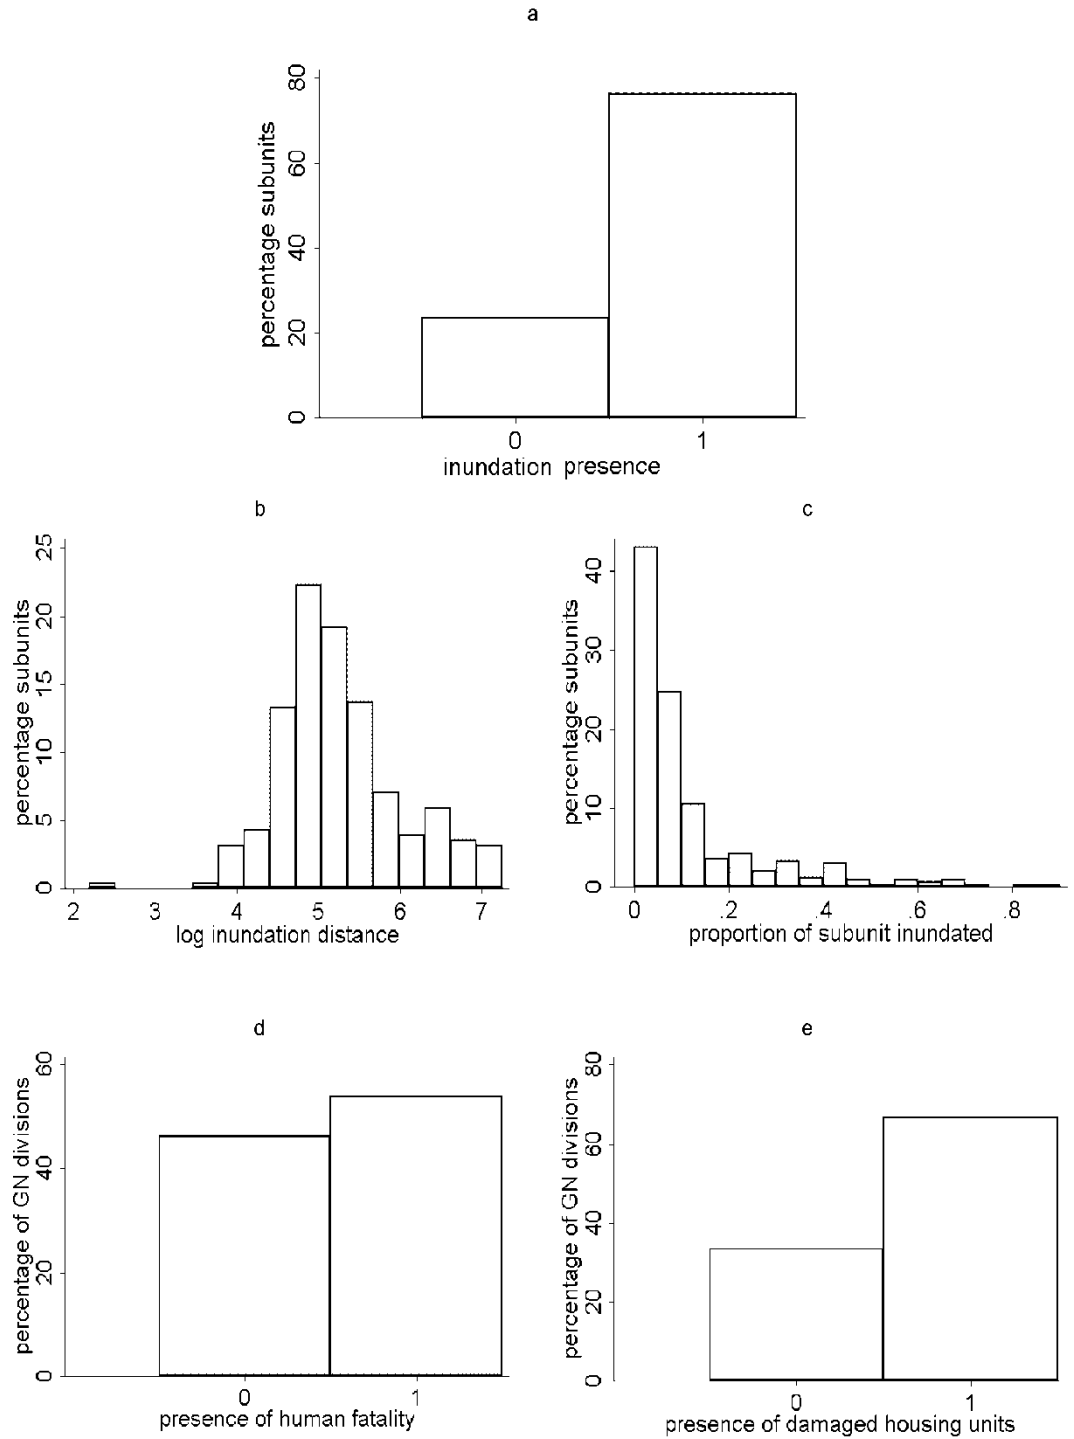 a
percentage subunits
0
20
40
60
80
0
1
inundation presence
b
percentage subunits
0
5
10
15
20
25
2
3
4
5
6
7
log inundation distance
c
percentage subunits
0
10
20
30
40
0
.2
.4
.6
.8
proportion of subunit inundated
d
percentage of GN divisions
0
20
40
60
0
1
presence of human fatality
e
percentage of GN divisions
0
20
40
60
80
0
1
presence of damaged housing units